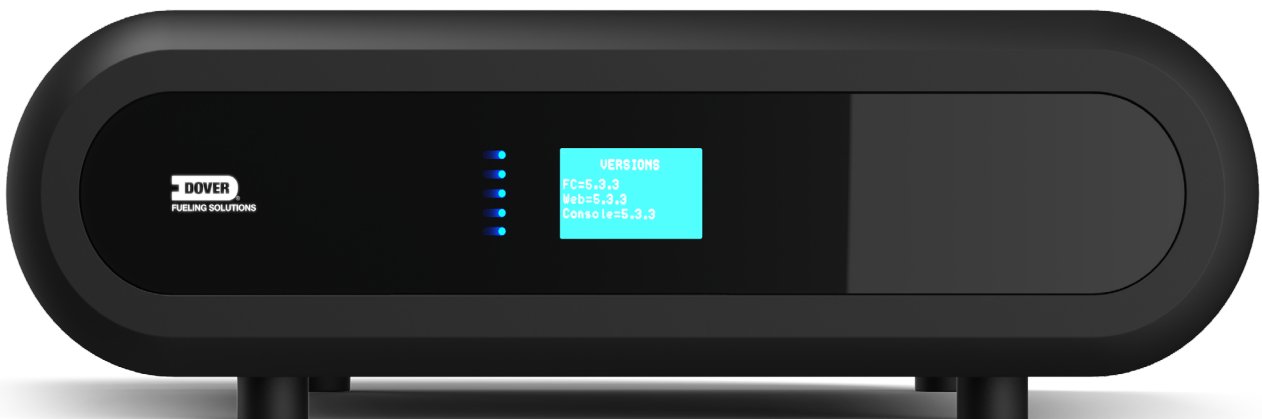 DOVER
FUELING SOLUTIONS
VERSIONS
FC=5.3.3
Web=5.3.3
Console=5.3.3